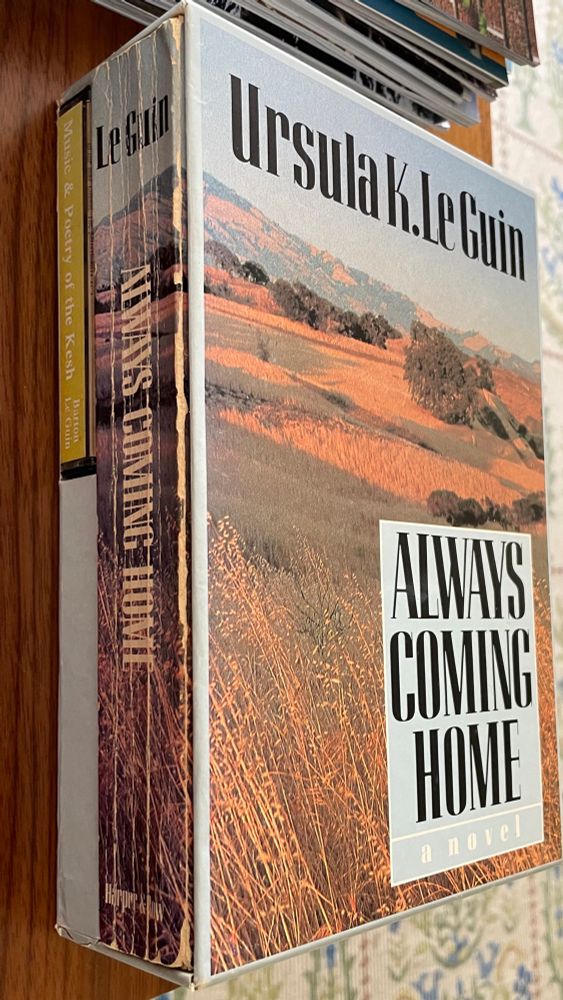 Music & Poetry of the Kesh
Barton
Le Guin
Le Guin
ALWAYS COMING HOME
Harper & Row
Ursula K. Le Guin
ALWAYS
COMING
HOME
a novel